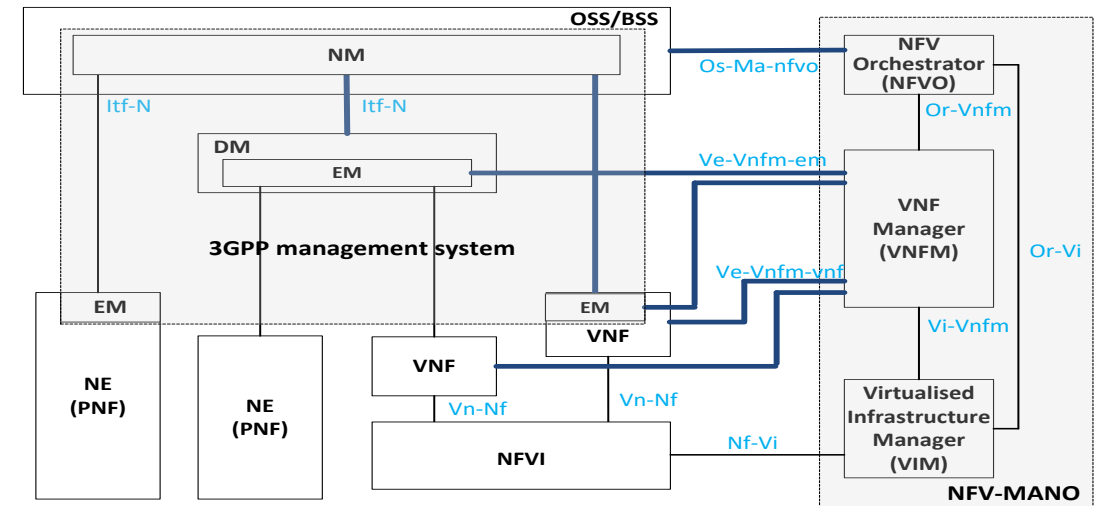 OSS/BSS
NM
NFV
Orchestrator
(NFVO)
Os-Ma-nfvo
Itf-N
Itf-N
Or-Vnfm
DM
EM
Ve-Vnfm-em
VNF
Manager
(VNFM)
3GPP management system
Or-Vi
Ve-Vnfm-vnf
EM
EM
VNF
Vi-Vnfm
VNF
NE
(PNF)
NE
(PNF)
Vn-Nf
Vn-Nf
Virtualised
Infrastructure
Manager
(VIM)
NFVI
Nf-Vi
NFV-MANO